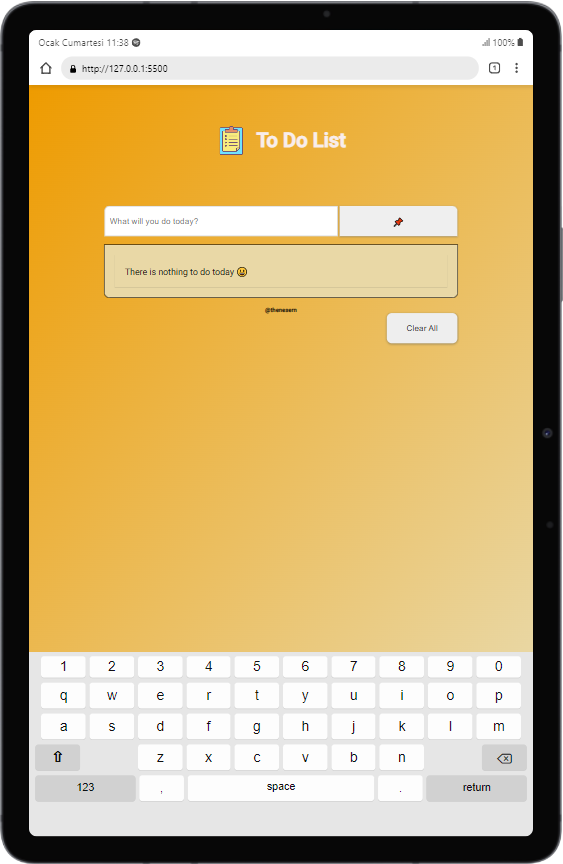 Ocak Cumartesi 11:38 100%
http://127.0.0.1:5500 1
To Do List
What will you do today?
There is nothing to do today 😃
@thenesern
Clear All
1 2 3 4 5 6 7 8 9 0
q w e r t y u i o p
a s d f g h j k l m
z x c v b n
123 , space . return